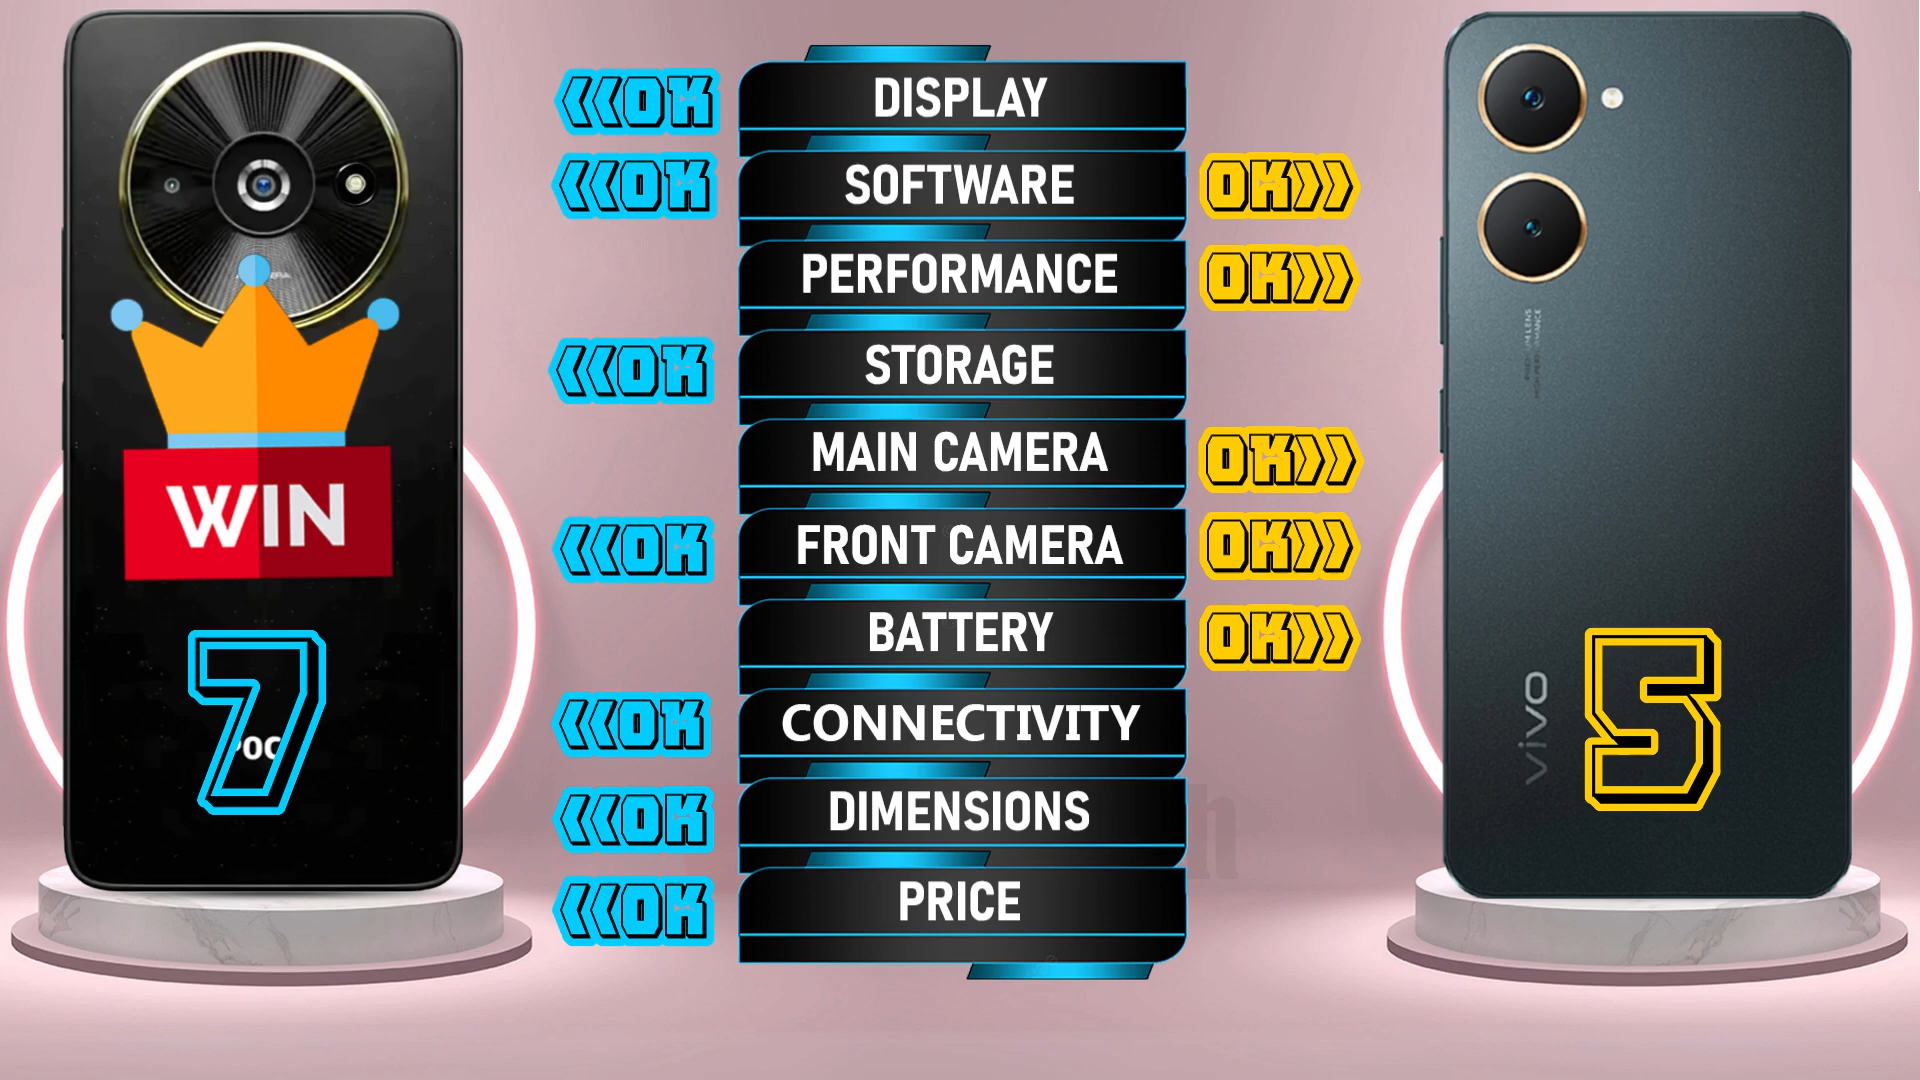 <<<OK DISPLAY
<<<OK SOFTWARE OK>>
PERFORMANCE OK>>
<<<OK STORAGE
MAIN CAMERA OK>>
<<<OK FRONT CAMERA OK>>
BATTERY OK>>
<<<OK CONNECTIVITY
<<<OK DIMENSIONS
<<<OK PRICE
WIN
7
POC
vivo
5